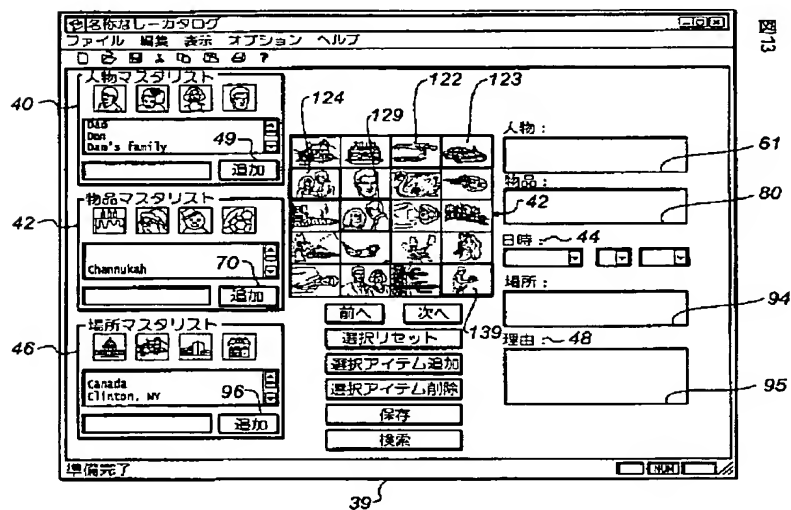 図13
名称なしーカタログ
ファイル 編集 表示 オプション ヘルプ
?
人物マスタリスト
40
Dad
Dan
Dam's Family
49
追加
物品マスタリスト
42
Channukah
70
追加
場所マスタリスト
46
Canada
Clinton, NY
96
追加
124
129
122
123
42
139
前へ
次へ
選択リセット
選択アイテム追加
選択アイテム削除
保存
検索
人物:
61
物品:
80
日時:
44
場所:
94
理由:
48
95
準備完了
NUM
39